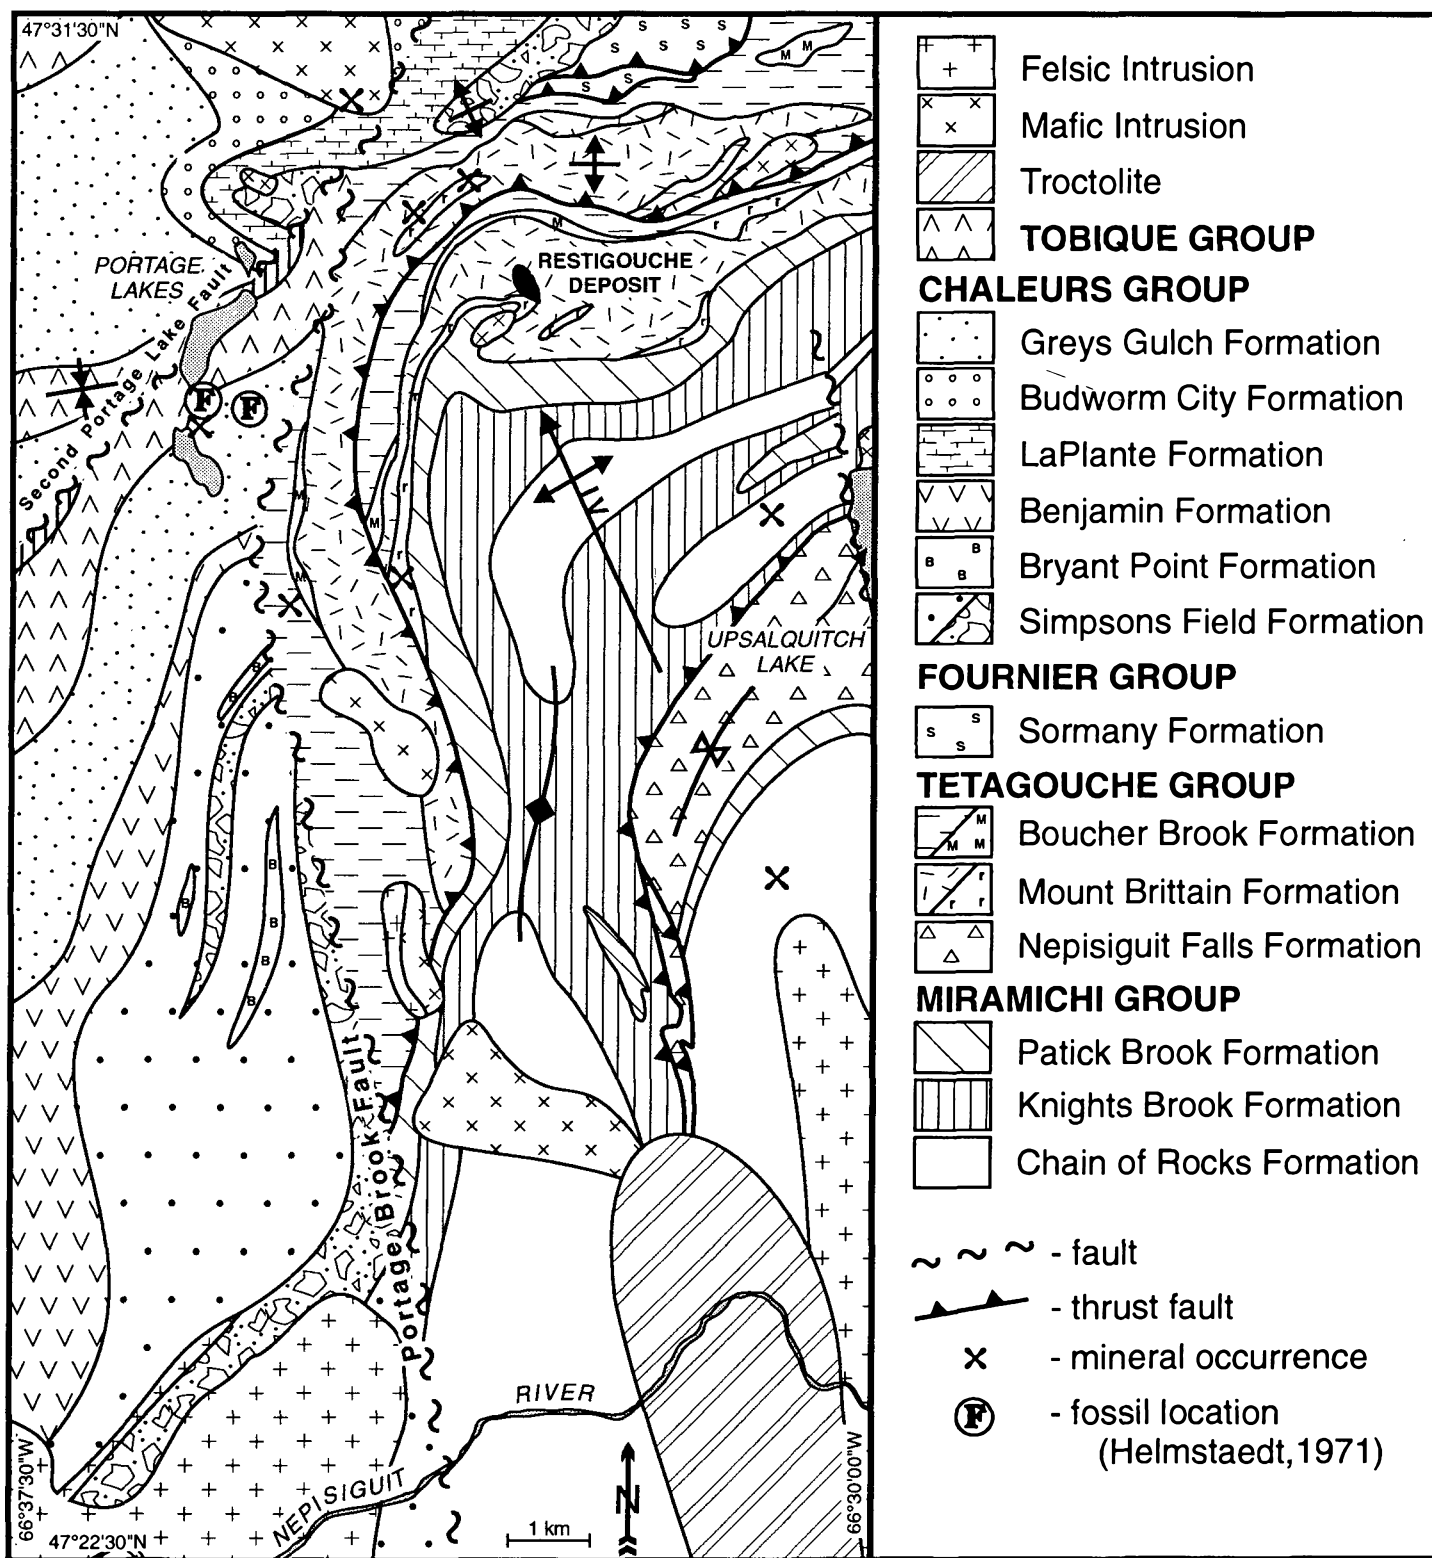 47°31'30"N
PORTAGE
LAKES
Second Portage Lake Fault
RESTIGOUCHE
DEPOSIT
F
F
IV
UPSALQUITCH
LAKE
Portage Brook Fault
RIVER
NEPISIGUIT
66°37'30"W
47°22'30"N
66°30'00"W
1 km
N
Felsic Intrusion
Mafic Intrusion
Troctolite
TOBIQUE GROUP
CHALEURS GROUP
Greys Gulch Formation
Budworm City Formation
LaPlante Formation
Benjamin Formation
Bryant Point Formation
Simpsons Field Formation
FOURNIER GROUP
Sormany Formation
TETAGOUCHE GROUP
Boucher Brook Formation
Mount Brittain Formation
Nepisiguit Falls Formation
MIRAMICHI GROUP
Patick Brook Formation
Knights Brook Formation
Chain of Rocks Formation
- fault
- thrust fault
- mineral occurrence
F - fossil location
(Helmstaedt,1971)